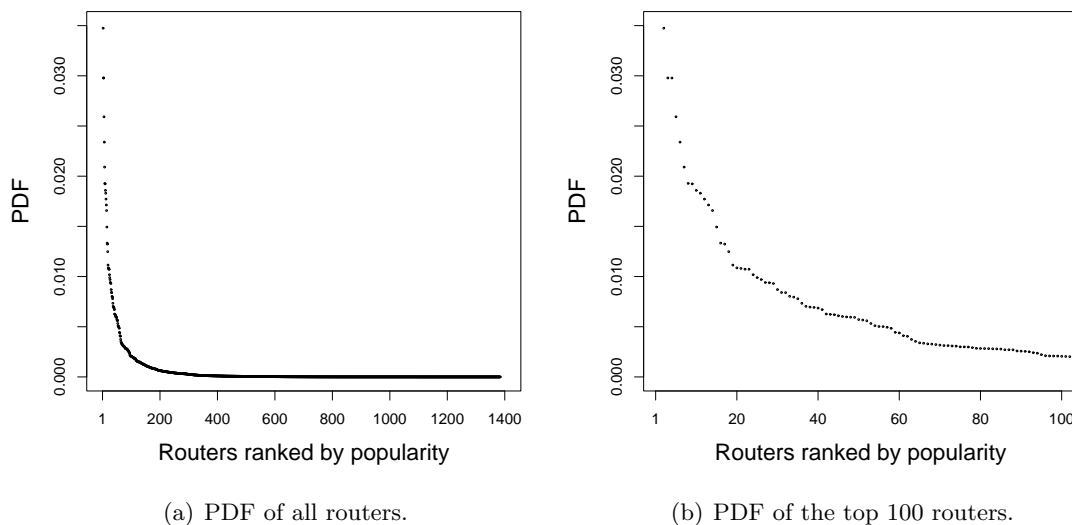 0.000 0.010 0.020 0.030
PDF
1 200 400 600 800 1000 1200 1400
Routers ranked by popularity
(a) PDF of all routers.
0.000 0.010 0.020 0.030
PDF
1 20 40 60 80 100
Routers ranked by popularity
(b) PDF of the top 100 routers.